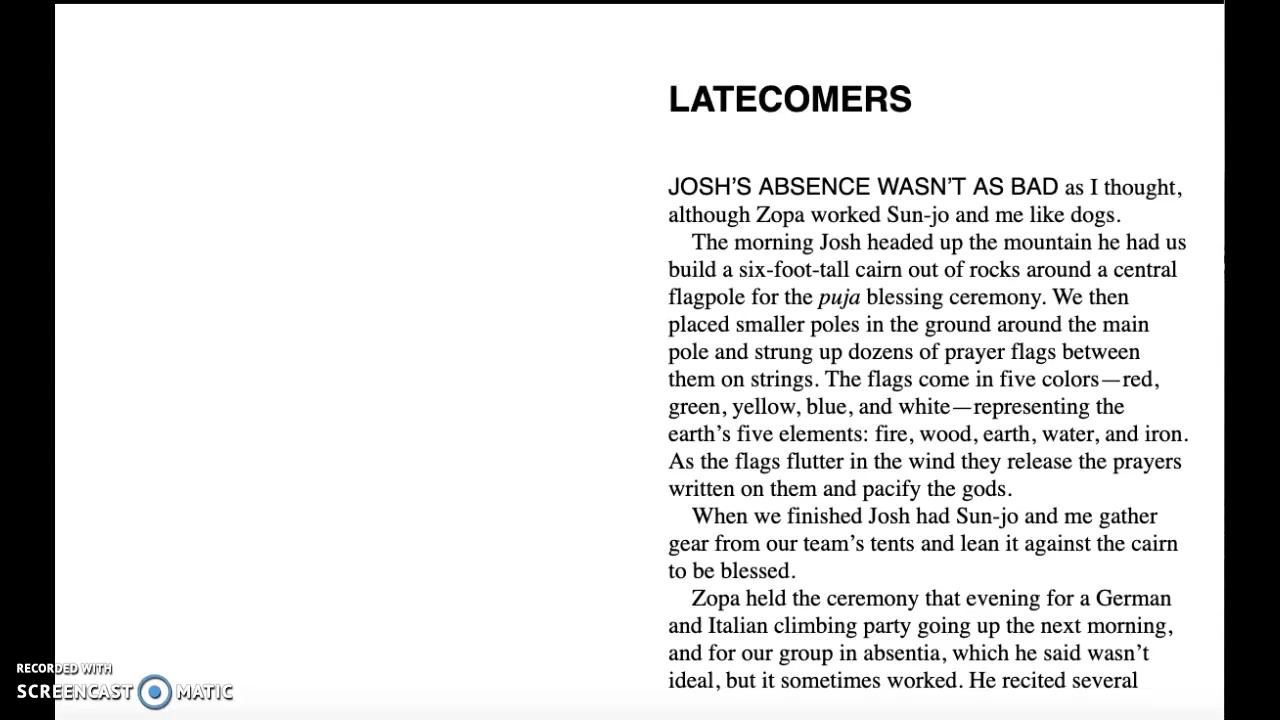 LATECOMERS
JOSH’S ABSENCE WASN’T AS BAD as I thought,
although Zopa worked Sun-jo and me like dogs.
The morning Josh headed up the mountain he had us
build a six-foot-tall cairn out of rocks around a central
flagpole for the puja blessing ceremony. We then
placed smaller poles in the ground around the main
pole and strung up dozens of prayer flags between
them on strings. The flags come in five colors—red,
green, yellow, blue, and white—representing the
earth’s five elements: fire, wood, earth, water, and iron.
As the flags flutter in the wind they release the prayers
written on them and pacify the gods.
When we finished Josh had Sun-jo and me gather
gear from our team’s tents and lean it against the cairn
to be blessed.
Zopa held the ceremony that evening for a German
and Italian climbing party going up the next morning,
and for our group in absentia, which he said wasn’t
ideal, but it sometimes worked. He recited several
RECORDED WITH
SCREENCAST MATIC